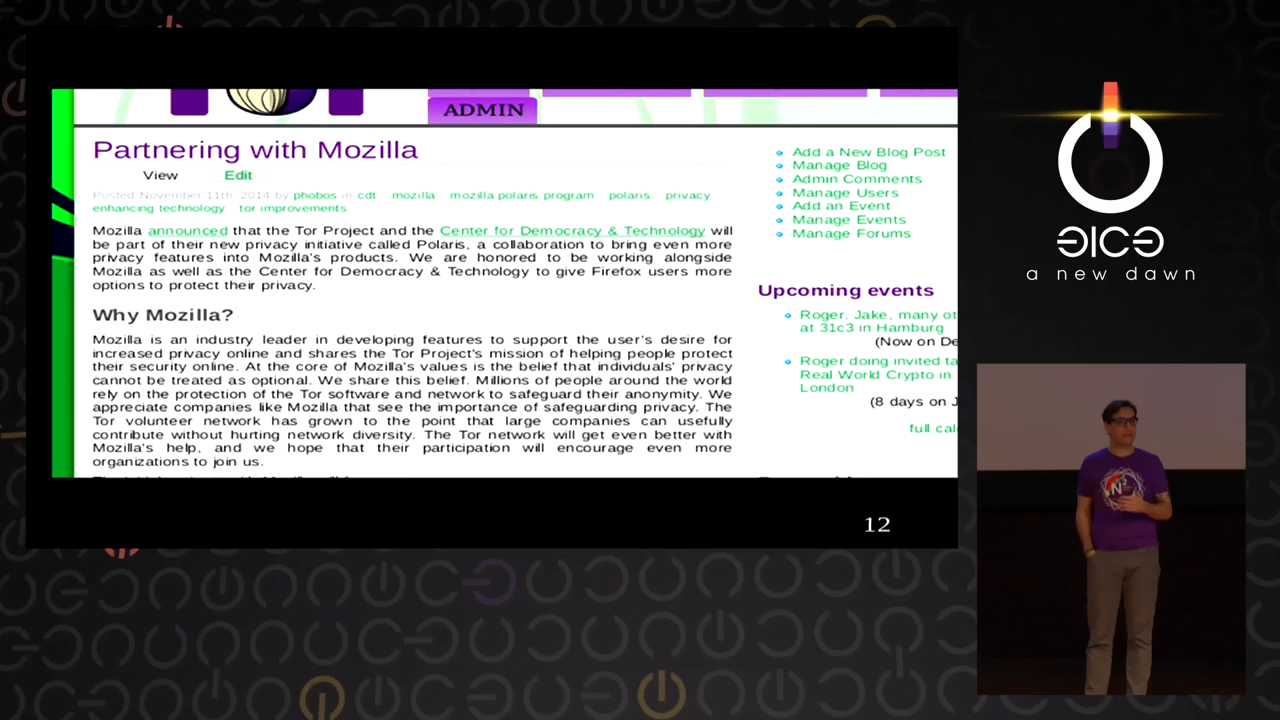 ADMIN
Partnering with Mozilla
View Edit
Posted November 11th, 2014 by phobos in cdt mozilla mozilla polaris program polaris privacy
enhancing technology tor improvements
Mozilla announced that the Tor Project and the Center for Democracy & Technology will
be part of their new privacy initiative called Polaris, a collaboration to bring even more
privacy features into Mozilla's products. We are honored to be working alongside
Mozilla as well as the Center for Democracy & Technology to give Firefox users more
options to protect their privacy.
Why Mozilla?
Mozilla is an industry leader in developing features to support the user's desire for
increased privacy online and shares the Tor Project's mission of helping people protect
their security online. At the core of Mozilla's values is the belief that individuals' privacy
cannot be treated as optional. We share this belief. Millions of people around the world
rely on the protection of the Tor software and network to safeguard their anonymity. We
appreciate companies like Mozilla that see the importance of safeguarding privacy. The
Tor volunteer network has grown to the point that large companies can usefully
contribute without hurting network diversity. The Tor network will get even better with
Mozilla's help, and we hope that their participation will encourage even more
organizations to join us.
Add a New Blog Post
Manage Blog
Admin Comments
Manage Users
Add an Event
Manage Events
Manage Forums
Upcoming events
Roger, Jake, many ot
at 31c3 in Hamburg
(Now on De
Roger doing invited ta
Real World Crypto in
London
(8 days on J
full cal
12
a new dawn
N²